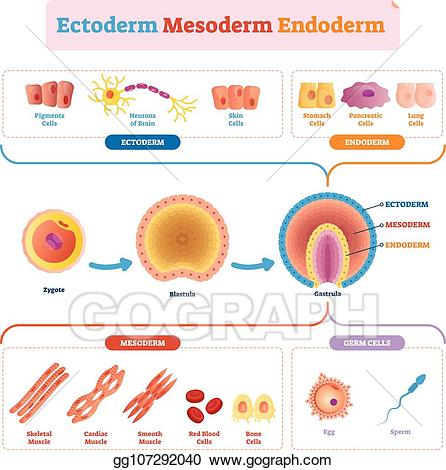 Ectoderm Mesoderm Endoderm
Pigments
Cells
Neurons
of Brain
Skin
Cells
ECTODERM
Stomach
Cells
Pancreatic
Cells
Lung
Cells
ENDODERM
ECTODERM
MESODERM
ENDODERM
Zygote
Blastula
Gastrula
GOGRAPH
MESODERM
Skeletal
Muscle
Cardiac
Muscle
Smooth
Muscle
Red Blood
Cells
Bone
Cells
GERM CELLS
Egg
Sperm
© gograph.com
gg107292040 www.gograph.com